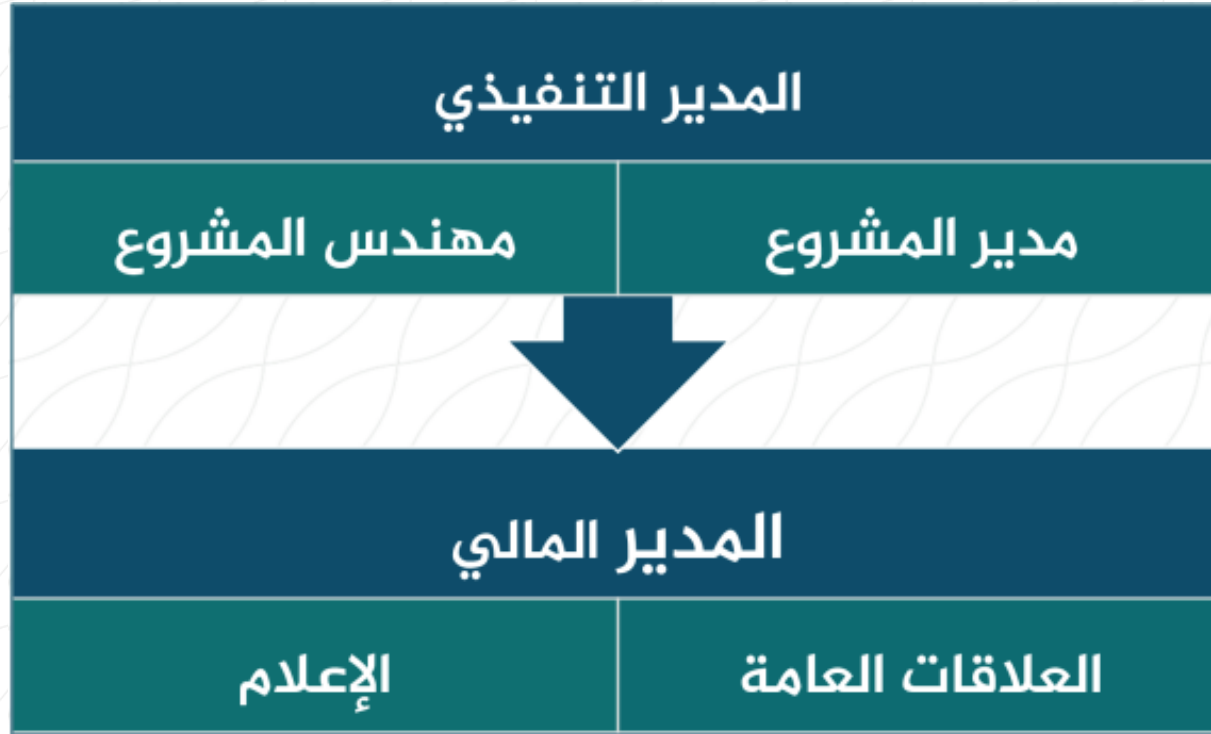 المدير التنفيذي
مدير المشروع
مهندس المشروع
المدير المالي
العلاقات العامة
الإعلام